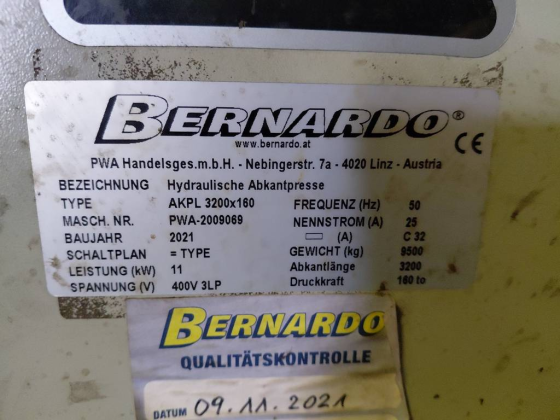 BERNARDO®
www.bernardo.at
CE
PWA Handelsges.m.b.H. - Nebingerstr. 7a - 4020 Linz - Austria
BEZEICHNUNG Hydraulische Abkantpresse
TYPE AKPL 3200x160 FREQUENZ (Hz) 50
MASCH. NR. PWA-2009069 NENNSTROM (A) 25
BAUJAHR 2021 (A) C 32
SCHALTPLAN = TYPE GEWICHT (kg) 9500
LEISTUNG (kW) 11 Abkantlänge 3200
SPANNUNG (V) 400V 3LP Druckkraft 160 to
BERNARDO
QUALITÄTSKONTROLLE
DATUM 09.11.2021